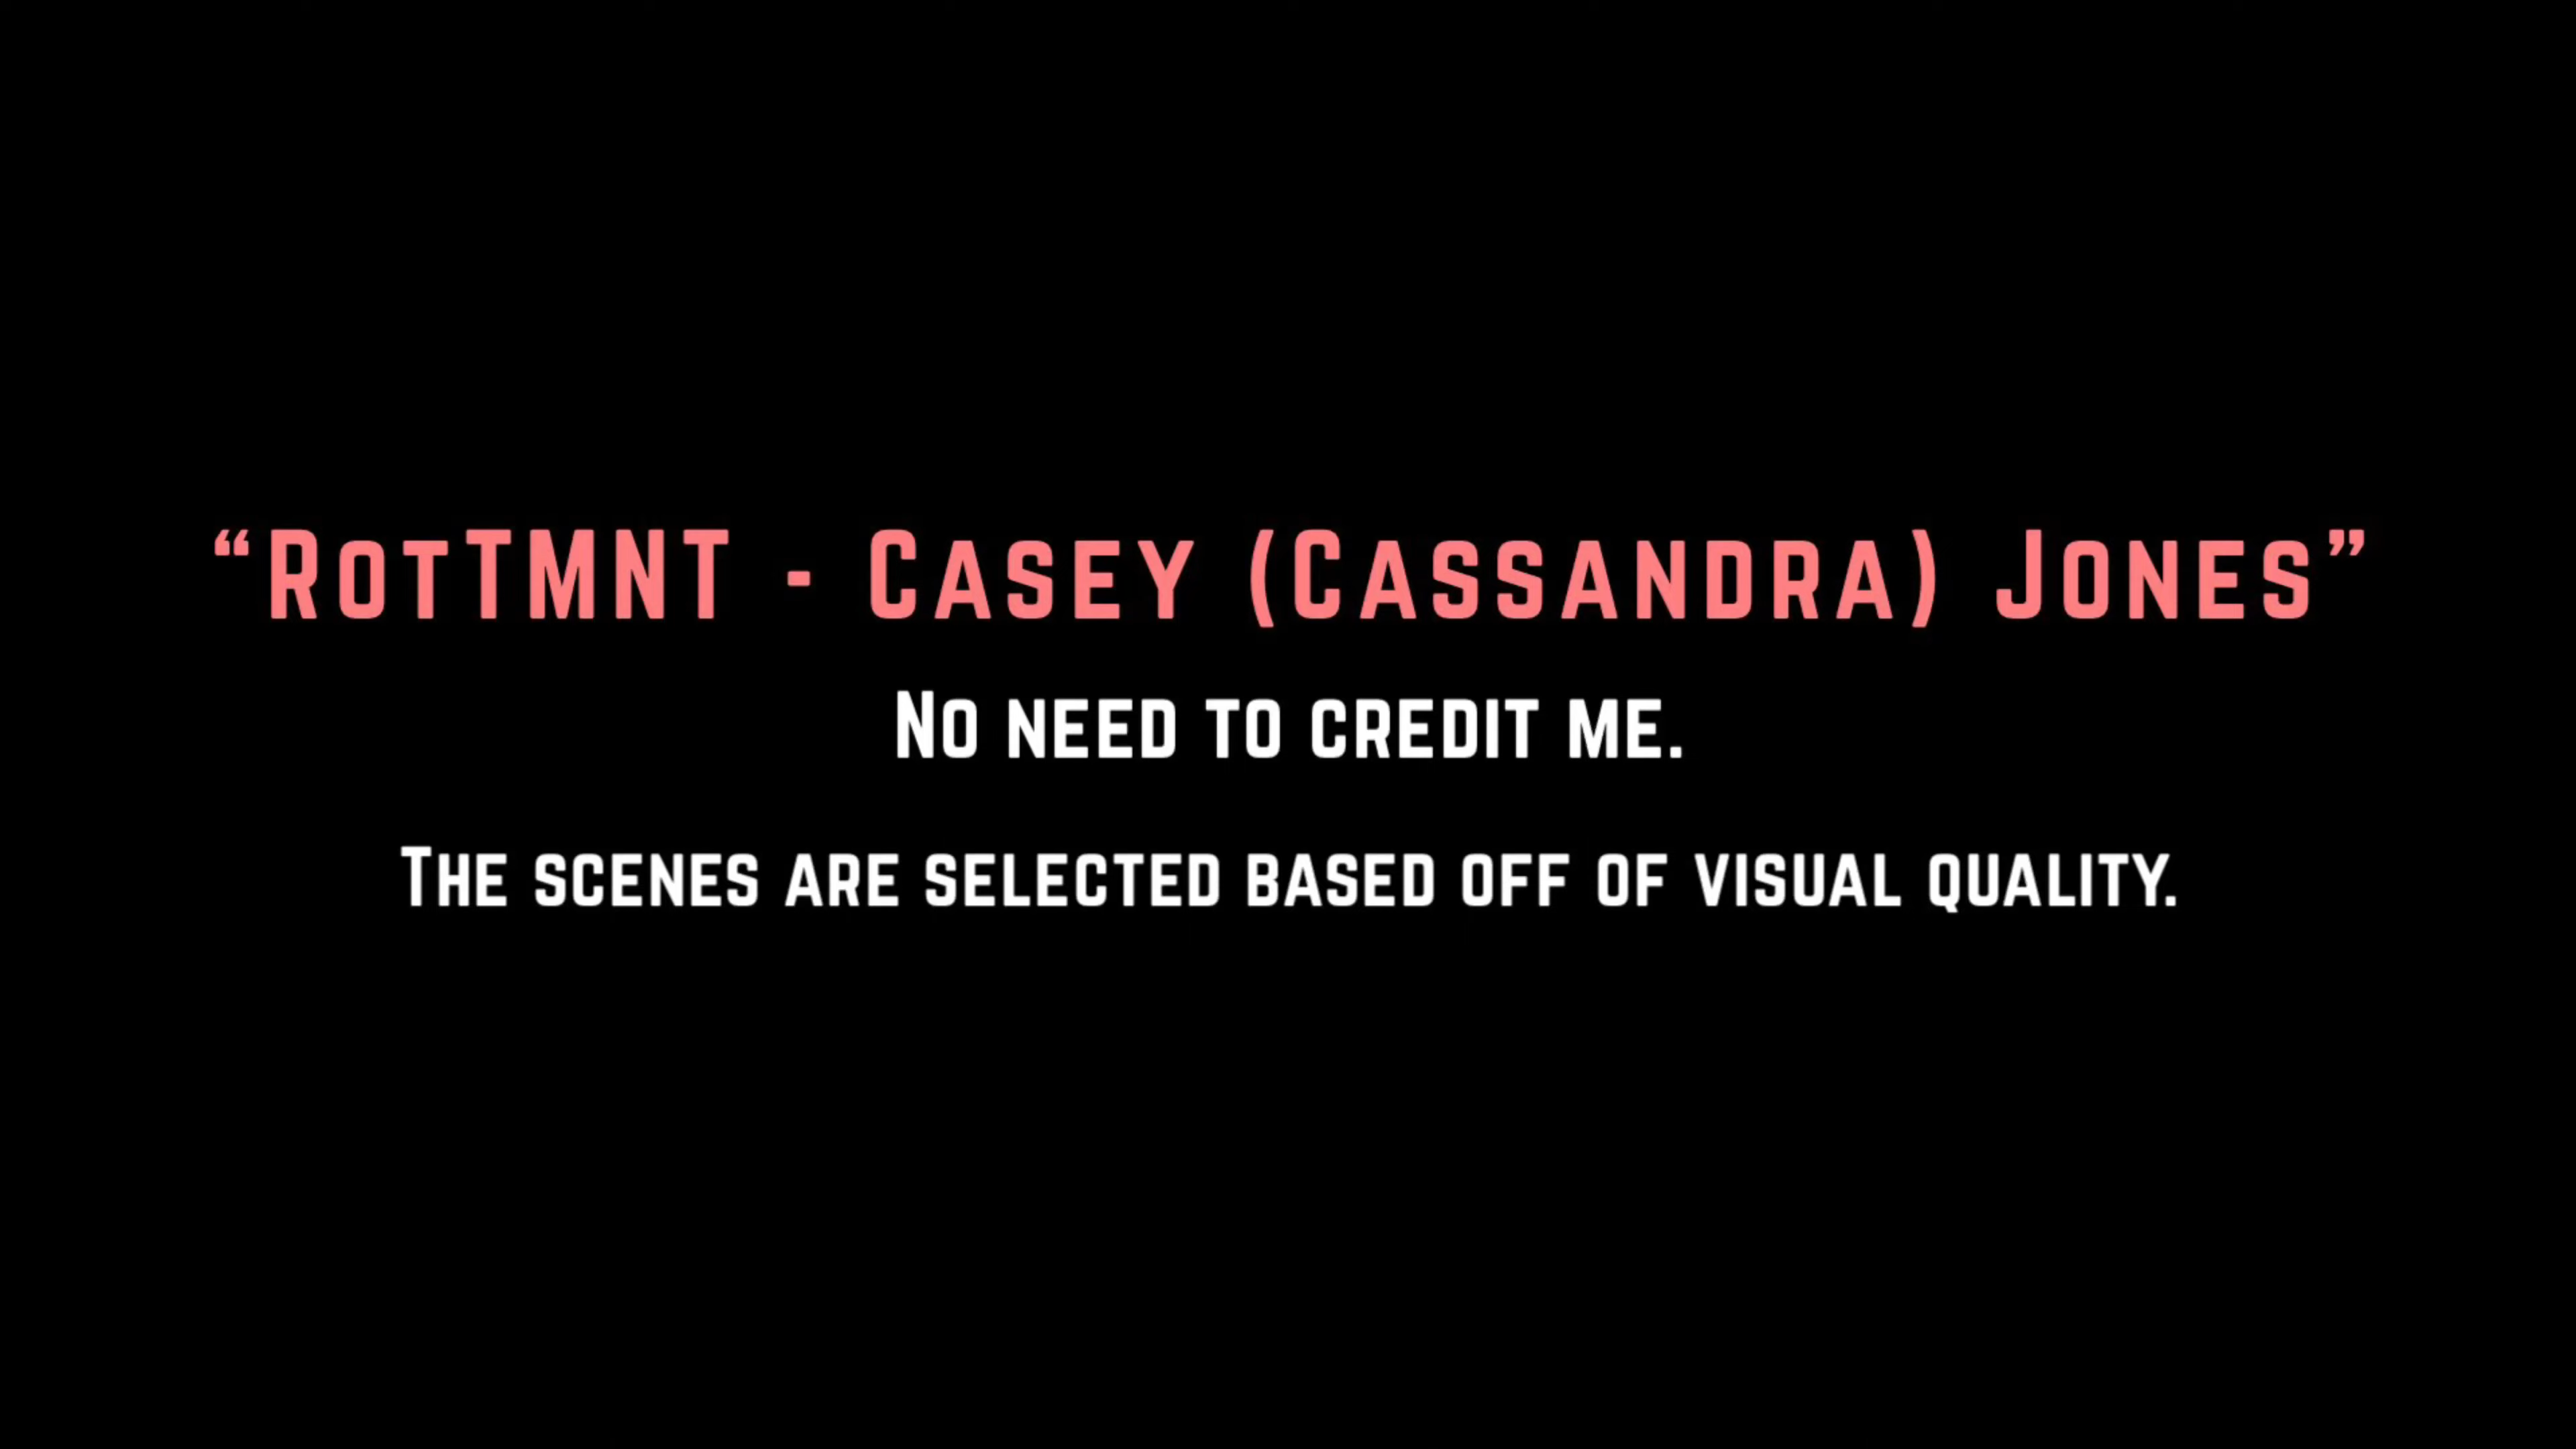 “RotTMNT - Casey (Cassandra) Jones”
No need to credit me.
The scenes are selected based off of visual quality.